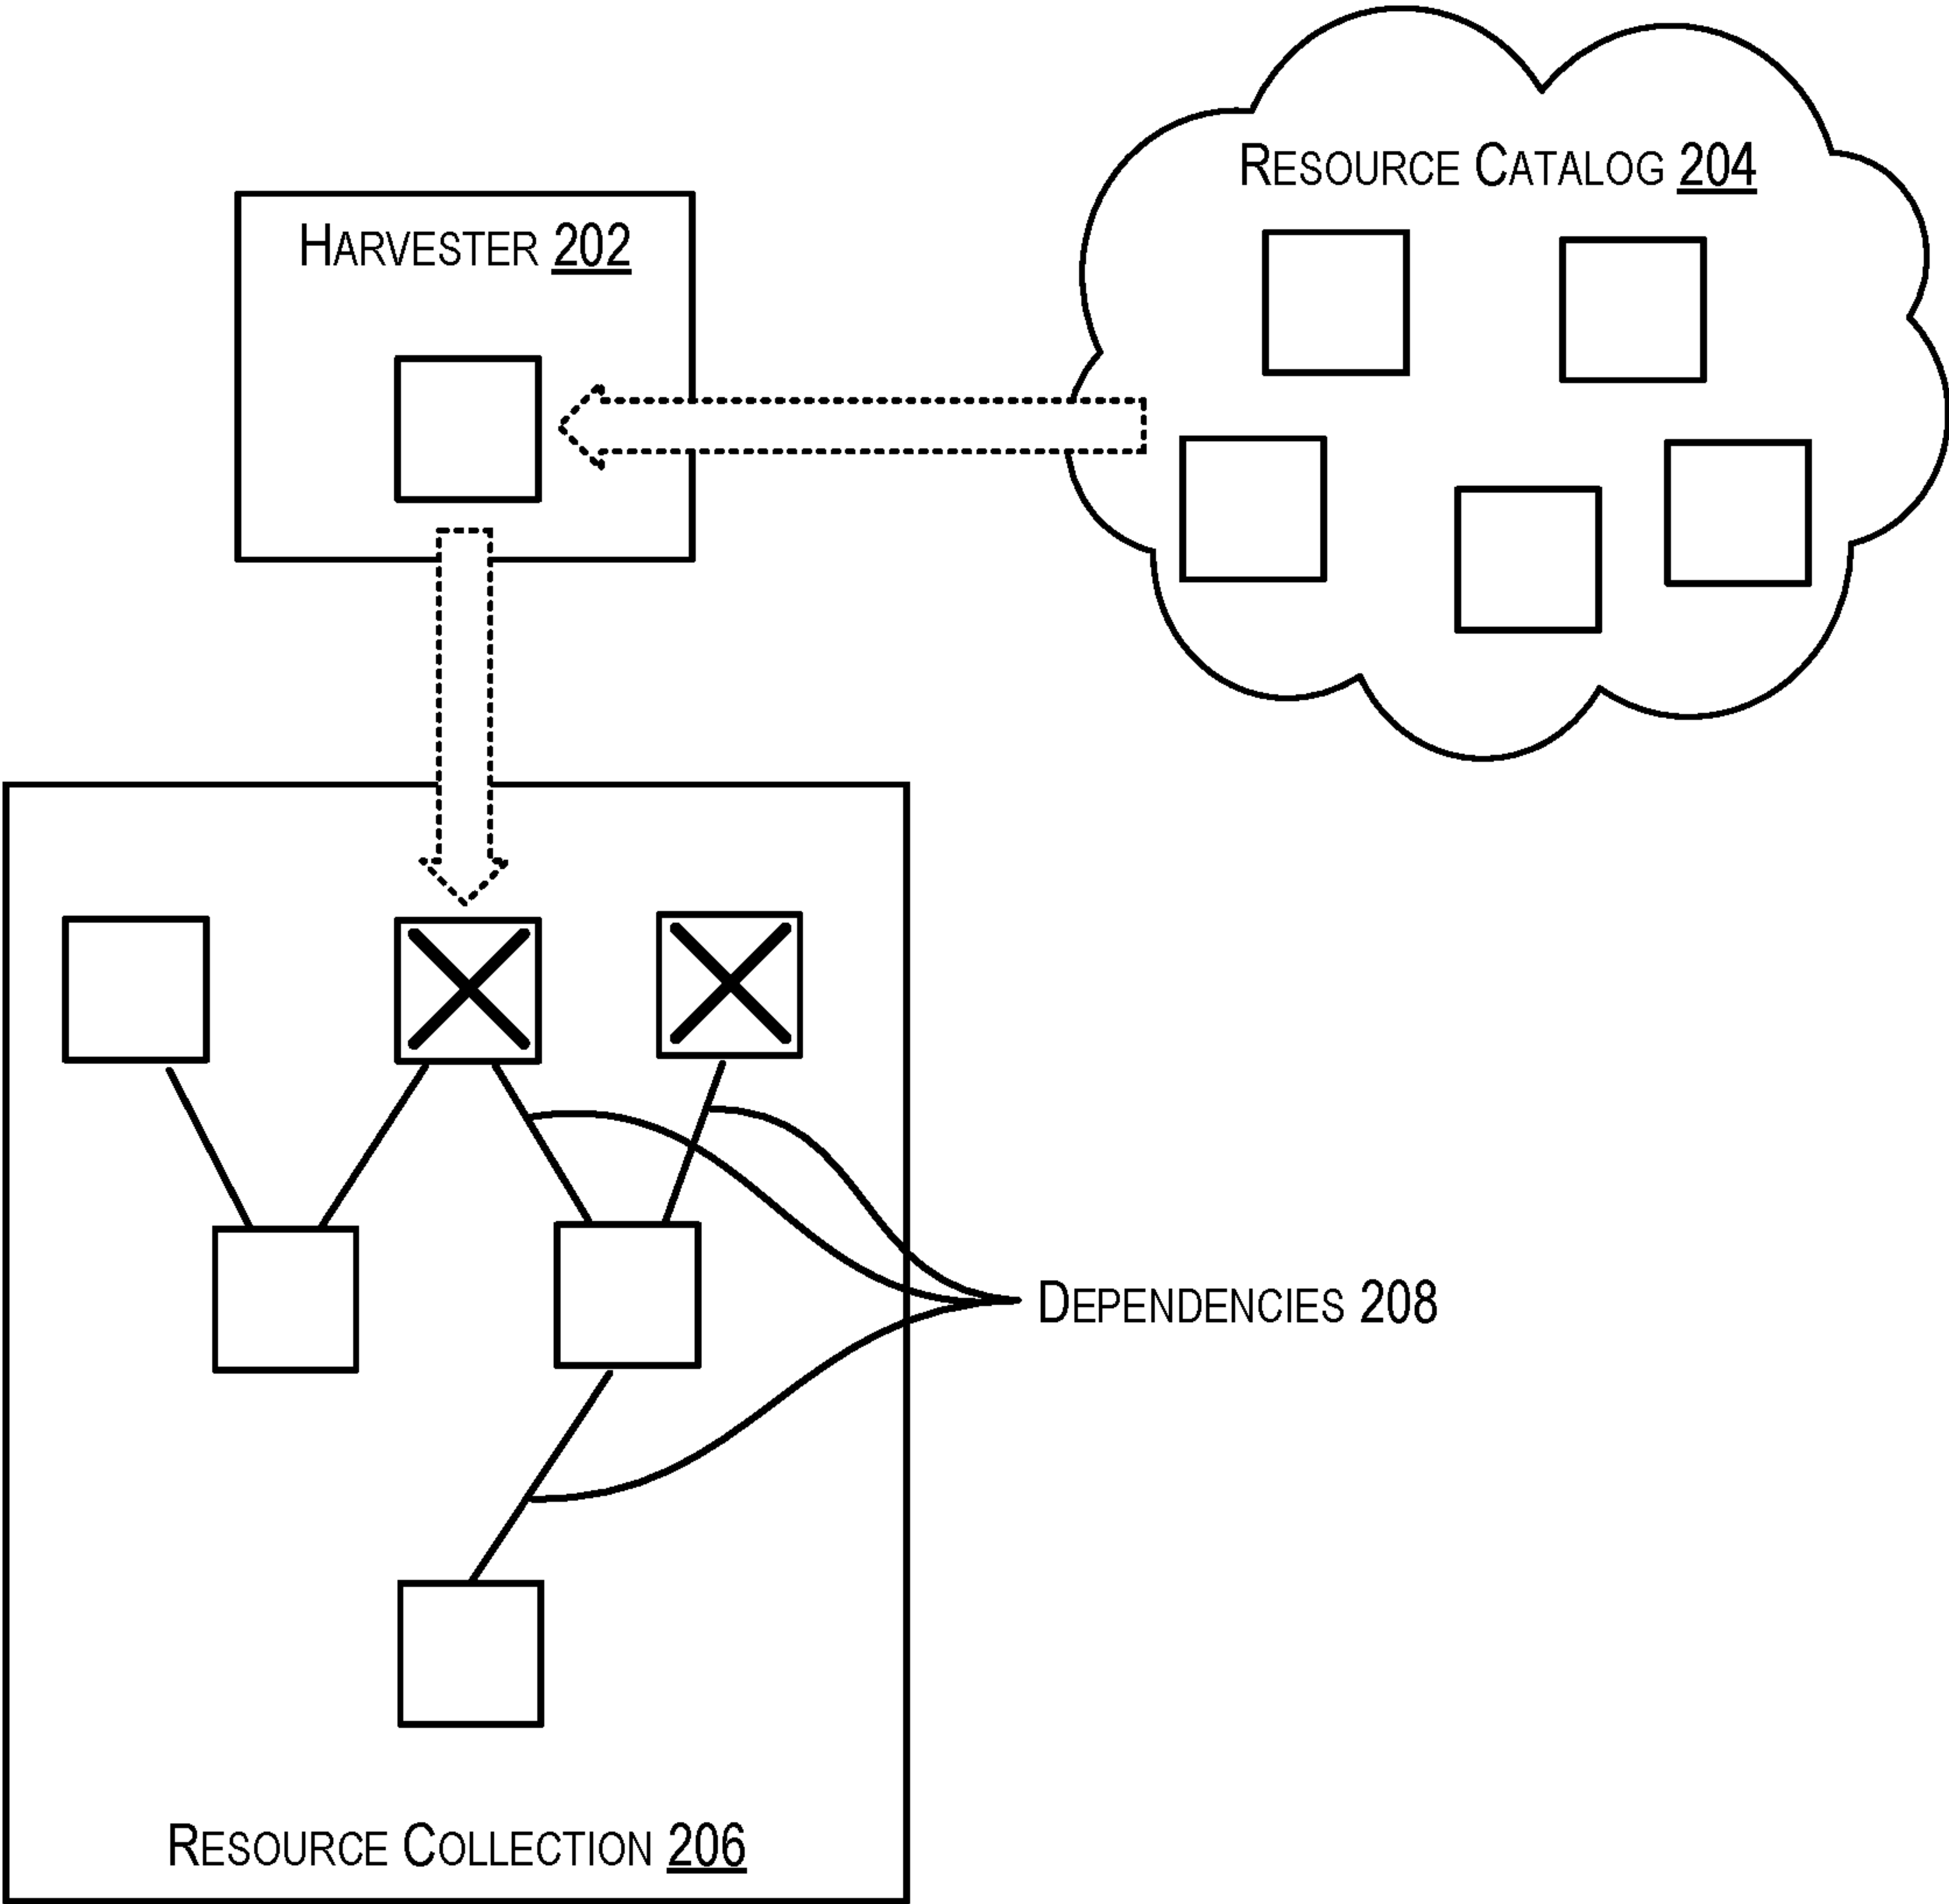 RESOURCE CATALOG 204
HARVESTER 202
DEPENDENCIES 208
RESOURCE COLLECTION 206